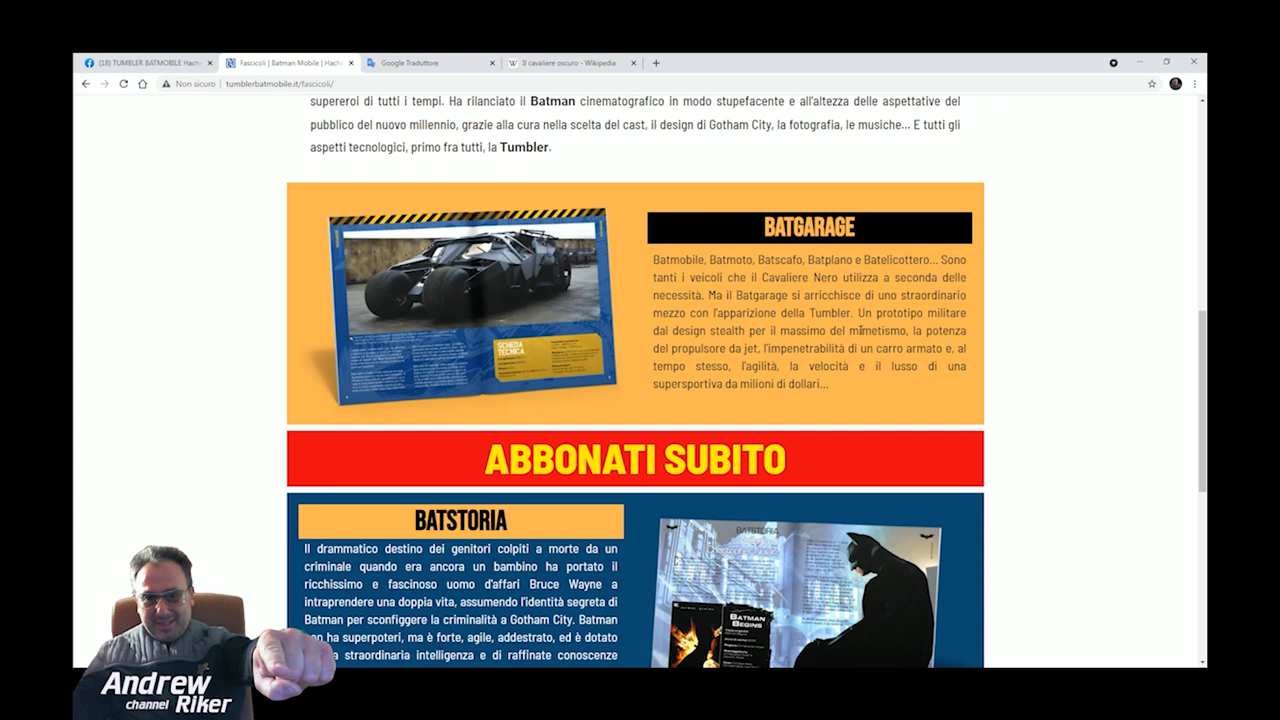 (18) TUMBLER BATMOBILE Hach
Fascicoli | Batman Mobile | Hach
Google Traduttore
Il cavaliere oscuro - Wikipedia
Non sicuro
tumblerbatmobile.it/fascicoli/
supereroi di tutti i tempi. Ha rilanciato il Batman cinematografico in modo stupefacente e all'altezza delle aspettative del
pubblico del nuovo millennio, grazie alla cura nella scelta del cast, il design di Gotham City, la fotografia, le musiche... E tutti gli
aspetti tecnologici, primo fra tutti, la Tumbler.
BATGARAGE
Batmobile, Batmoto, Batscafo, Batplano e Batelicottero... Sono
tanti i veicoli che il Cavaliere Nero utilizza a seconda delle
necessità. Ma il Batgarage si arricchisce di uno straordinario
mezzo con l'apparizione della Tumbler. Un prototipo militare
dal design stealth per il massimo del mimetismo, la potenza
del propulsore da jet, l'impenetrabilità di un carro armato e, al
tempo stesso, l'agilità, la velocità e il lusso di una
supersportiva da milioni di dollari...
SCHEDA
TECNICA
ABBONATI SUBITO
BATSTORIA
Il drammatico destino dei genitori colpiti a morte da un
criminale quando era ancora un bambino ha portato il
ricchissimo e fascinoso uomo d'affari Bruce Wayne a
intraprendere una doppia vita, assumendo l'identità segreta di
Batman per sconfiggere la criminalità a Gotham City. Batman
non ha superpoteri, ma è forte, agile, addestrato, ed è dotato
straordinaria intelligenza e di raffinate conoscenze
BATSTORIA
BATMAN
BEGINS
Andrew
channel Riker